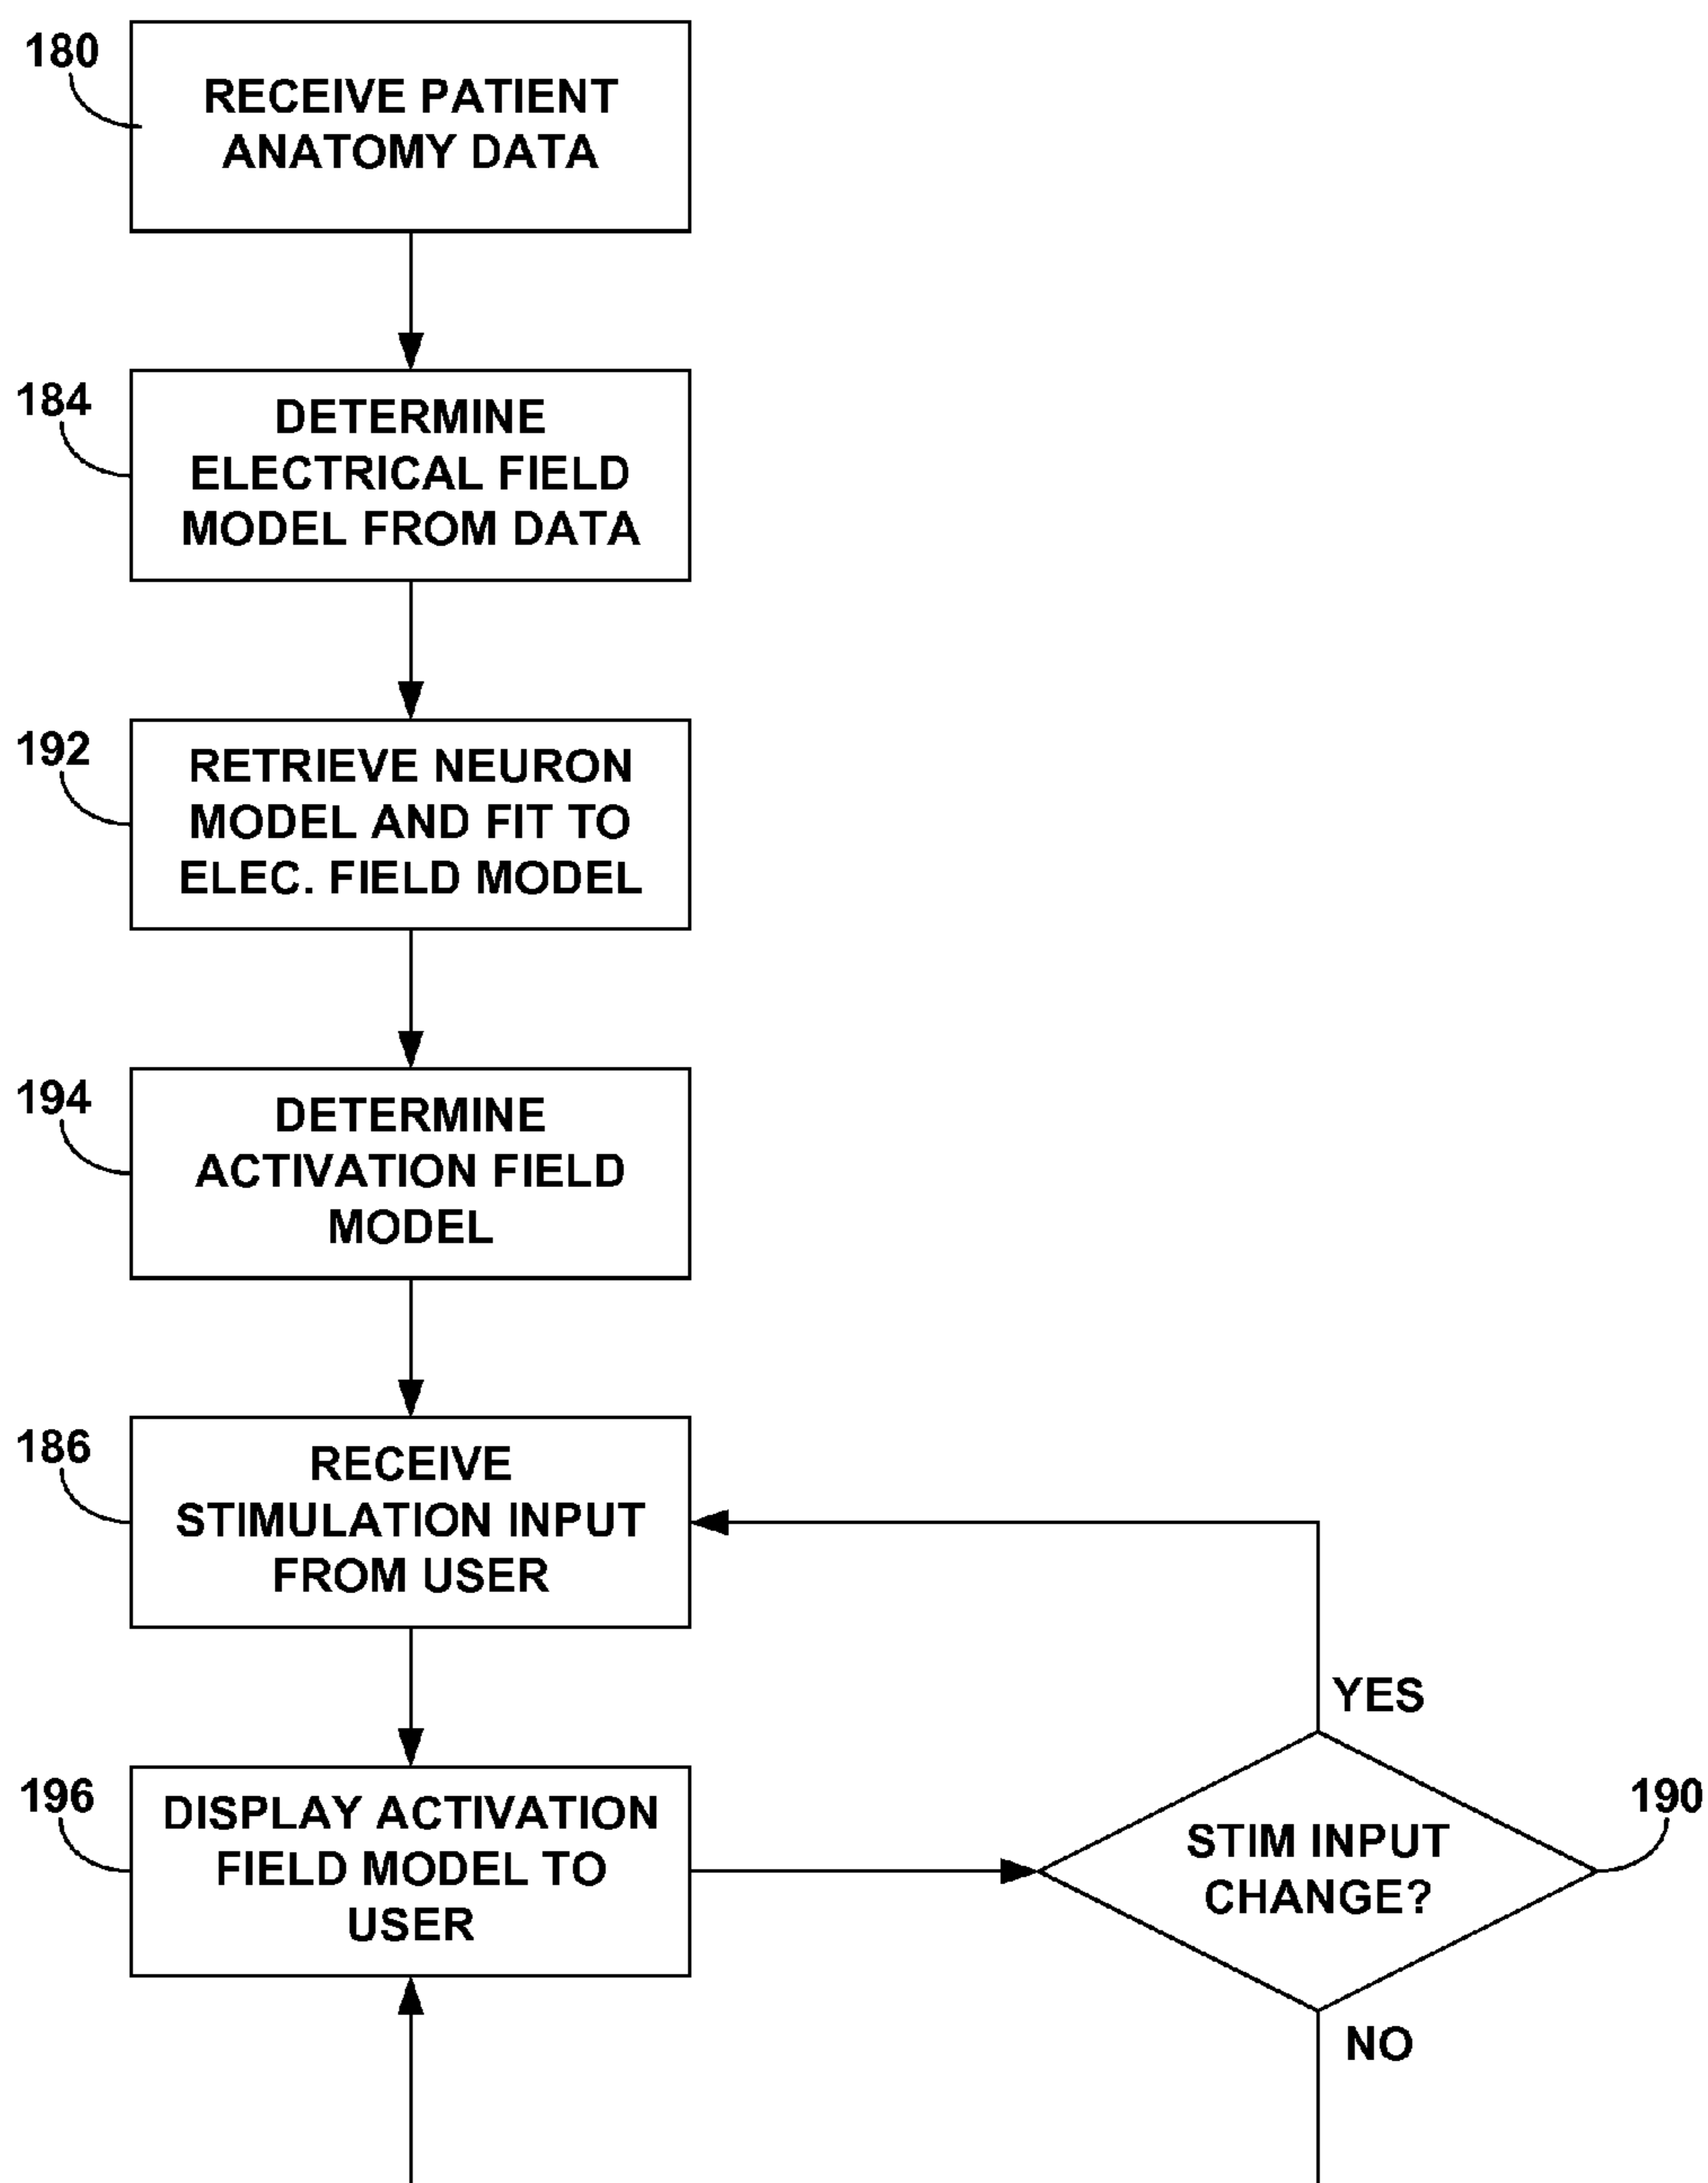 180
RECEIVE PATIENT
ANATOMY DATA
184
DETERMINE
ELECTRICAL FIELD
MODEL FROM DATA
192
RETRIEVE NEURON
MODEL AND FIT TO
ELEC. FIELD MODEL
194
DETERMINE
ACTIVATION FIELD
MODEL
186
RECEIVE
STIMULATION INPUT
FROM USER
YES
196
DISPLAY ACTIVATION
FIELD MODEL TO
USER
190
STIM INPUT
CHANGE?
NO